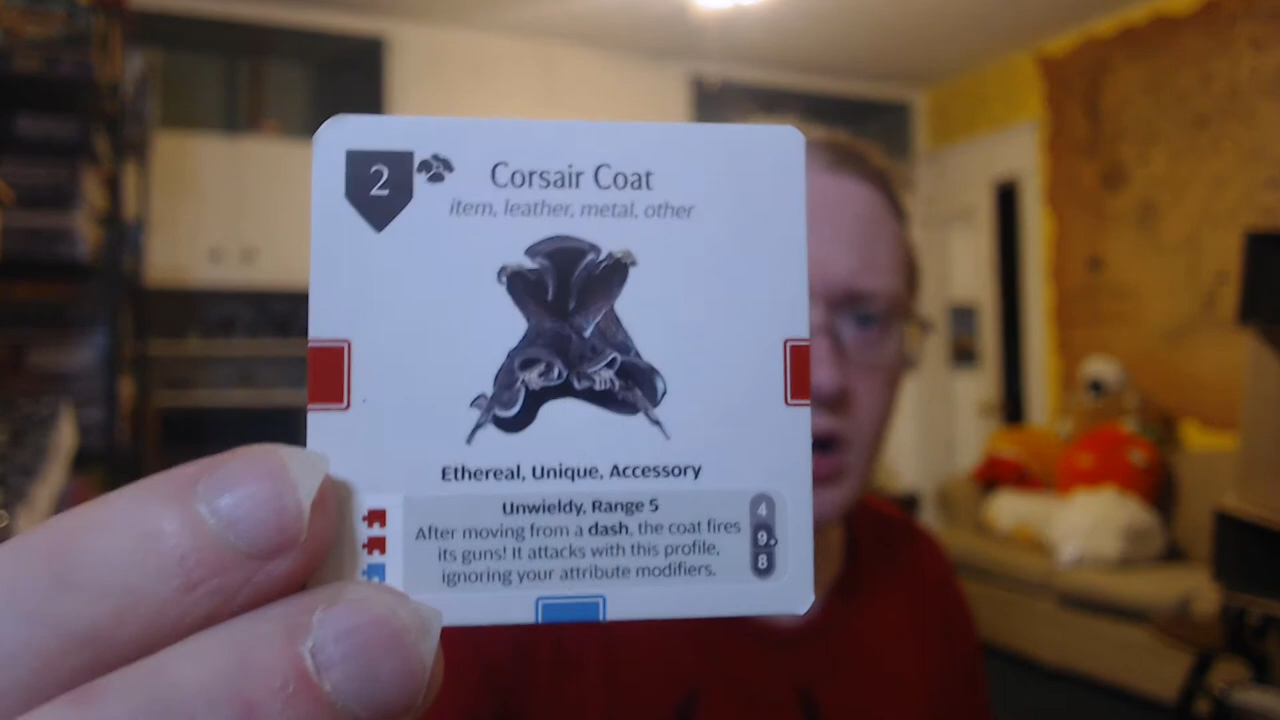 2
Corsair Coat
item, leather, metal, other
Ethereal, Unique, Accessory
Unwieldy, Range 5
After moving from a dash, the coat fires
its guns! It attacks with this profile,
ignoring your attribute modifiers.
4
9
8